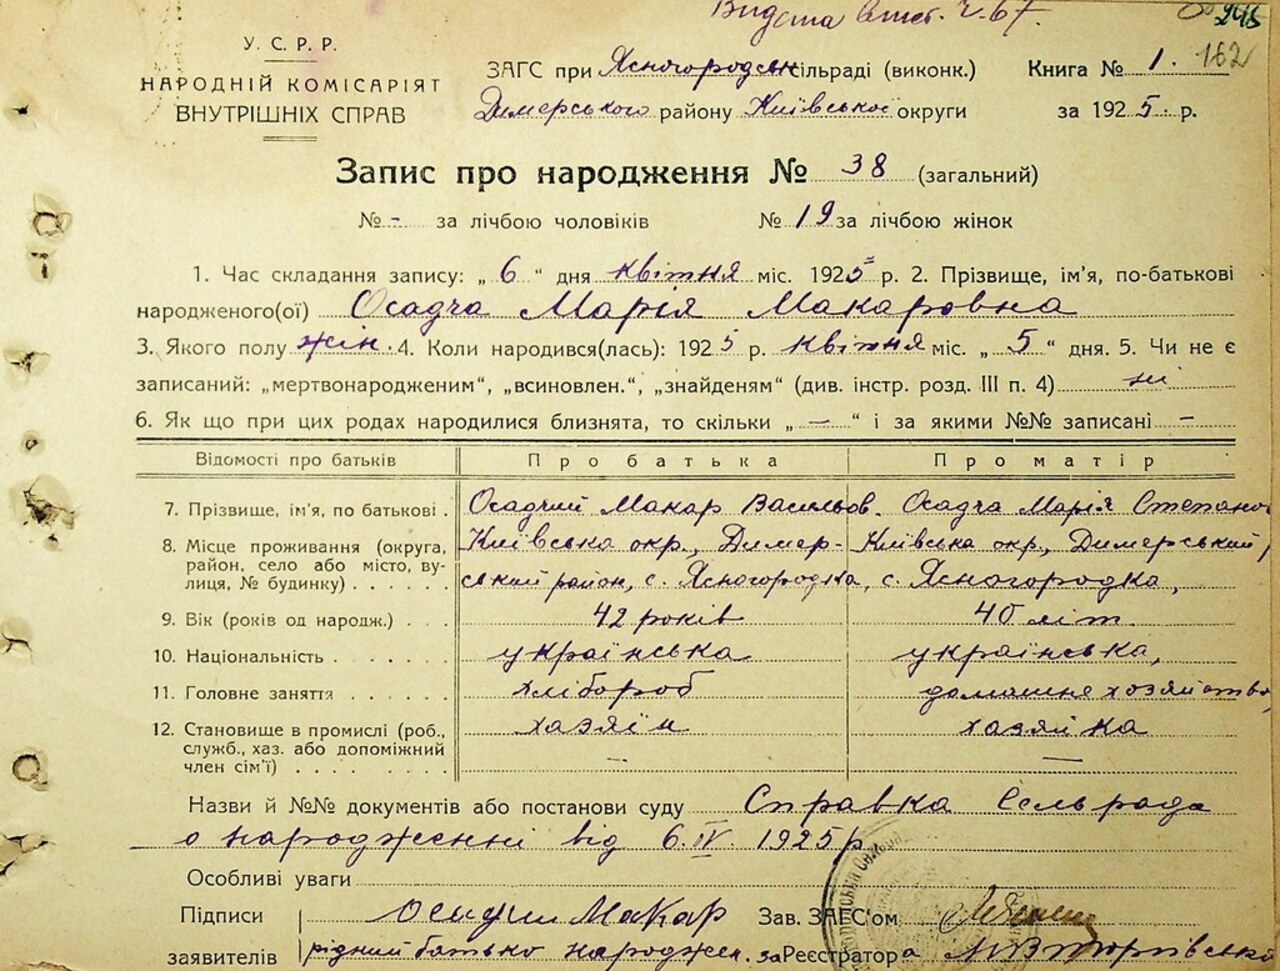 Видета Стеб. Ч. 67. 245
162
У. С. Р. Р.
НАРОДНІЙ КОМІСАРІЯТ
ВНУТРІШНІХ СПРАВ
ЗАГС при Ясногородськ сільраді (виконк.) Книга № 1.
Димерського району Київської округи за 1925 р.
Запис про народження № 38 (загальний)
№ - за лічбою чоловіків № 19 за лічбою жінок
1. Час складання запису: „ 6 “ дня квітня міс. 1925 р. 2. Прізвище, ім’я, по-батькові
народженого(ої) Осадча Марія Макаровна
3. Якого полу жін. 4. Коли народився(лась): 1925 р. квітня міс. „ 5 “ дня. 5. Чи не є
записаний: „мертвонародженим“, „всиновлен.“, „знайденям“ (див. інстр. розд. III п. 4) ні
6. Як що при цих родах народилися близнята, то скільки „ — “ і за якими №№ записані —
Відомості про батьків Про батька Про матір
7. Прізвище, ім’я, по батькові . Осадчий Макар Васильов. Осадча Марія Степано
8. Місце проживання (округа, район, село або місто, вулиця, № будинку) . . . . . Київська окр., Димер- Київська окр., Димерський,
ський район, с. Ясногородка, с. Ясногородка,
9. Вік (років од народж.) . . . 42 років 40 літ.
10. Національність . . . . . . . українська українська,
11. Головне заняття . . . . . . хлібороб домашне хозяйство,
12. Становище в промислі (роб., хазяїн хазяйка
служб., хаз. або допоміжний
член сім’ї) . . . . . . . . — —
Назви й №№ документів або постанови суду Справка Сельрада
о народженні від 6. IV. 1925 р
Особліві уваги
Підписи Осадчий Макар Зав. ЗАГС’ом
заявителів рідний батько народжен. за Реєстратора